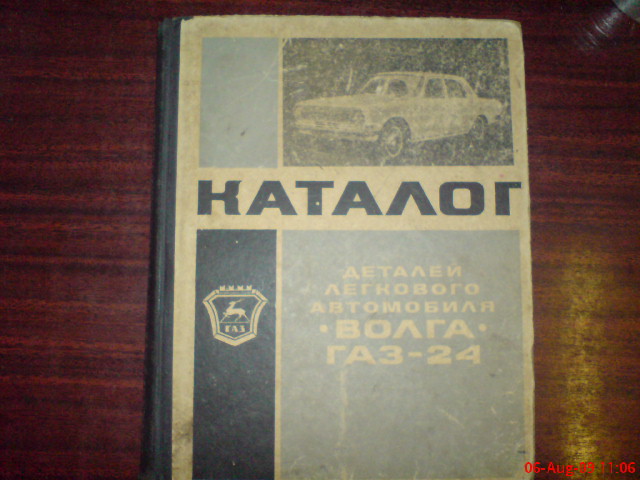 КАТАЛОГ
ДЕТАЛЕЙ
ЛЕГКОВОГО
АВТОМОБИЛЯ
• ВОЛГА •
ГАЗ-24
ГАЗ
06-Aug-09 11:06